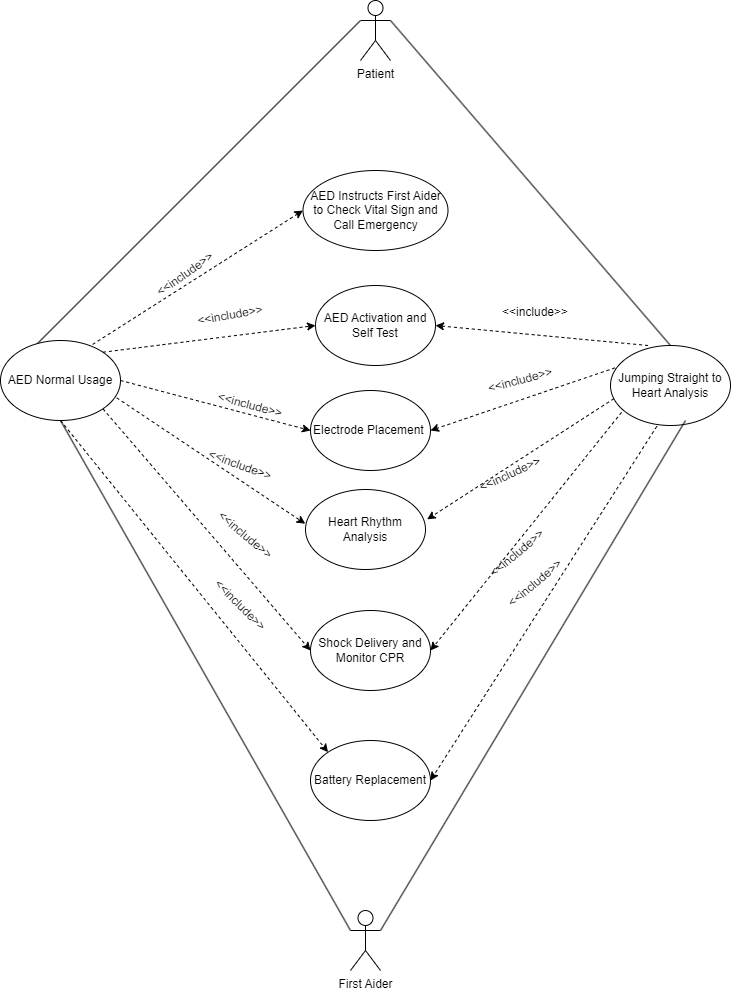 Patient
AED Instructs First Aider
to Check Vital Sign and
Call Emergency
<<include>>
<<include>>
AED Activation and
Self Test
<<include>>
AED Normal Usage
Jumping Straight to
Heart Analysis
<<include>>
<<include>>
Electrode Placement
<<include>>
<<include>>
Heart Rhythm
Analysis
<<include>>
<<include>>
<<include>>
<<include>>
Shock Delivery and
Monitor CPR
Battery Replacement
First Aider